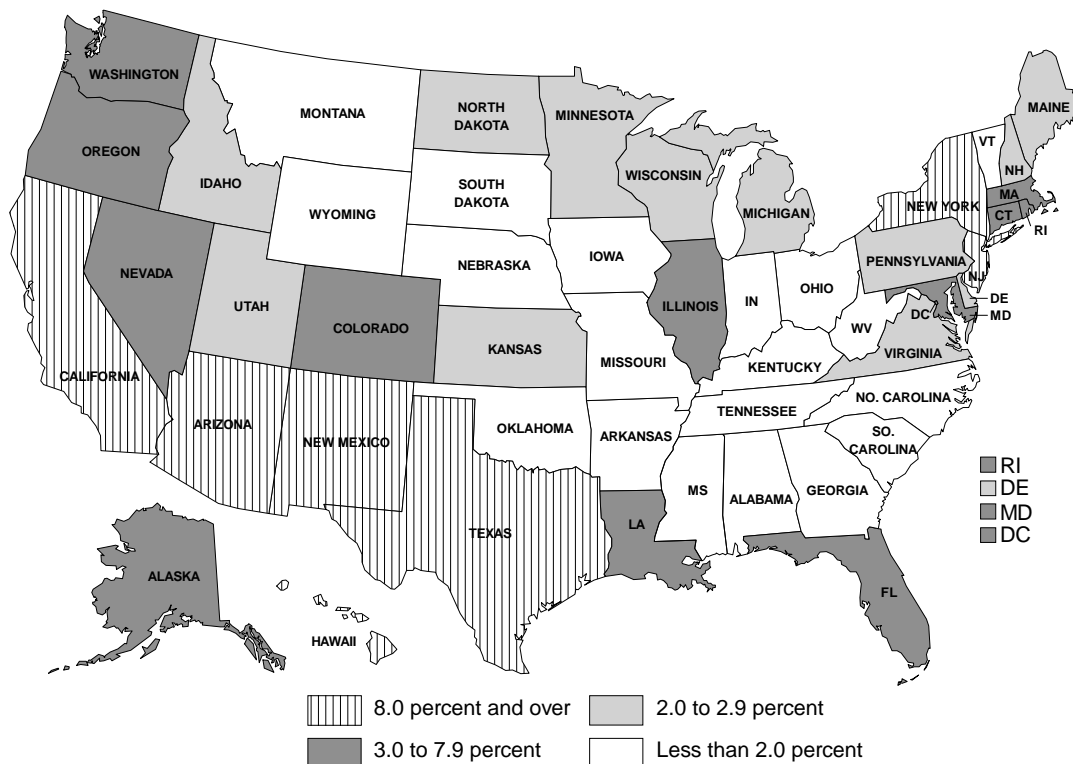 WASHINGTON
MONTANA
NORTH
DAKOTA
MINNESOTA
MAINE
OREGON
VT
IDAHO
SOUTH
DAKOTA
WISCONSIN
NH
WYOMING
MICHIGAN
NEW YORK
MA
CT
RI
NEVADA
NEBRASKA
IOWA
PENNSYLVANIA
NJ
UTAH
COLORADO
ILLINOIS
IN
OHIO
DE
MD
DC
WV
KANSAS
MISSOURI
KENTUCKY
VIRGINIA
CALIFORNIA
ARIZONA
NEW MEXICO
OKLAHOMA
ARKANSAS
TENNESSEE
NO. CAROLINA
SO.
CAROLINA
MS
ALABAMA
GEORGIA
RI
DE
MD
DC
TEXAS
LA
FL
ALASKA
HAWAII
8.0 percent and over
2.0 to 2.9 percent
3.0 to 7.9 percent
Less than 2.0 percent